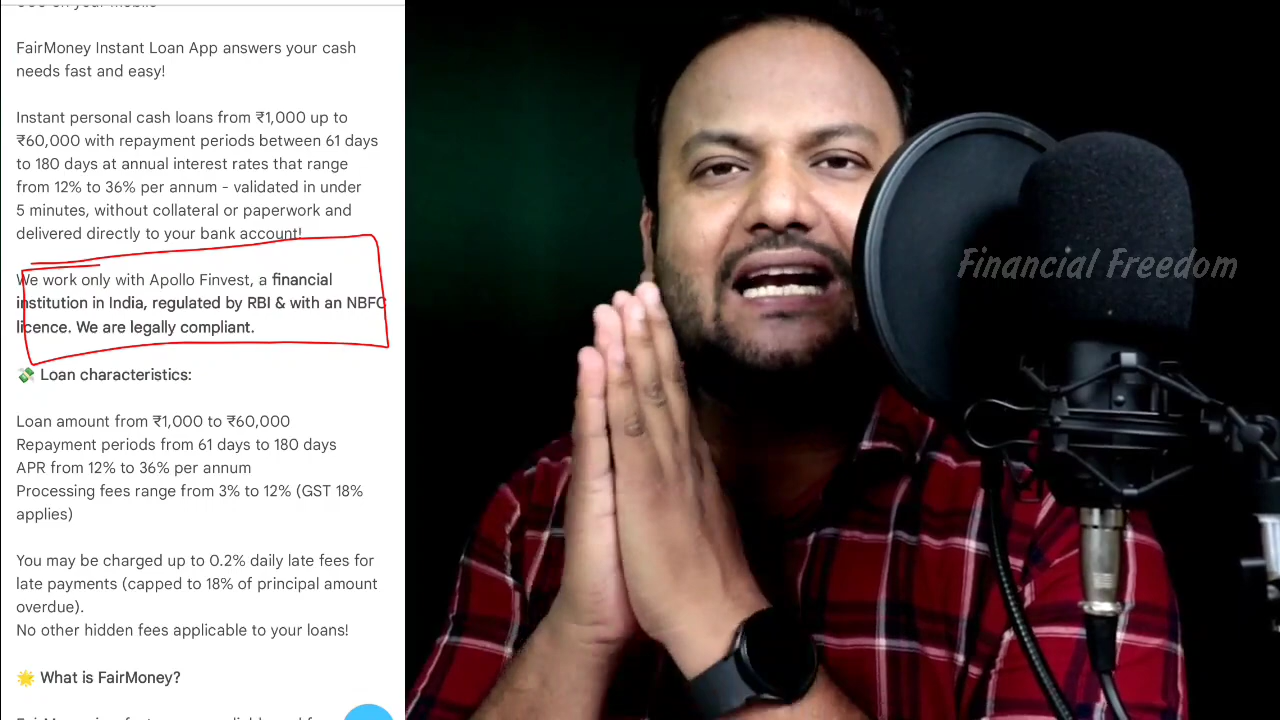 FairMoney Instant Loan App answers your cash
needs fast and easy!
Instant personal cash loans from ₹1,000 up to
₹60,000 with repayment periods between 61 days
to 180 days at annual interest rates that range
from 12% to 36% per annum - validated in under
5 minutes, without collateral or paperwork and
delivered directly to your bank account!
We work only with Apollo Finvest, a financial
institution in India, regulated by RBI & with an NBFC
licence. We are legally compliant.
💸 Loan characteristics:
Loan amount from ₹1,000 to ₹60,000
Repayment periods from 61 days to 180 days
APR from 12% to 36% per annum
Processing fees range from 3% to 12% (GST 18%
applies)
You may be charged up to 0.2% daily late fees for
late payments (capped to 18% of principal amount
overdue).
No other hidden fees applicable to your loans!
🌟 What is FairMoney?
Financial Freedom